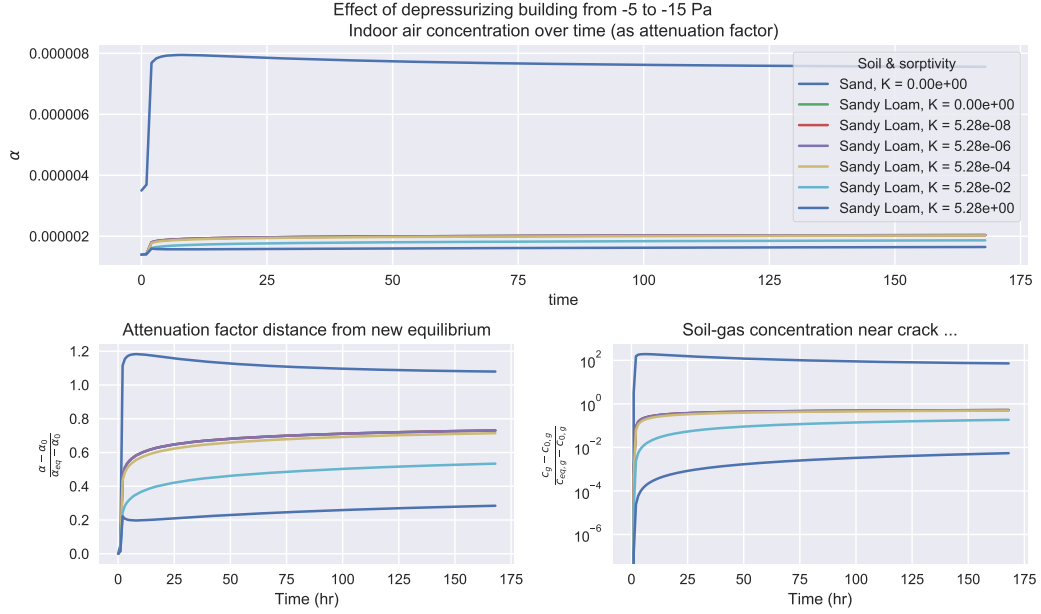 Effect of depressurizing building from -5 to -15 Pa
Indoor air concentration over time (as attenuation factor)
0.000008
0.000006
0.000004
0.000002
α
0 25 50 75 100 125 150 175
time
Soil & sorptivity
Sand, K = 0.00e+00
Sandy Loam, K = 0.00e+00
Sandy Loam, K = 5.28e-08
Sandy Loam, K = 5.28e-06
Sandy Loam, K = 5.28e-04
Sandy Loam, K = 5.28e-02
Sandy Loam, K = 5.28e+00
Attenuation factor distance from new equilibrium
1.2
1.0
0.8
0.6
0.4
0.2
0.0
α − α₀
α_eq − α₀
0 25 50 75 100 125 150 175
Time (hr)
Soil-gas concentration near crack ...
10²
10⁰
10⁻²
10⁻⁴
10⁻⁶
c_g − c_0,g
c_eq,g − c_0,g
0 25 50 75 100 125 150 175
Time (hr)